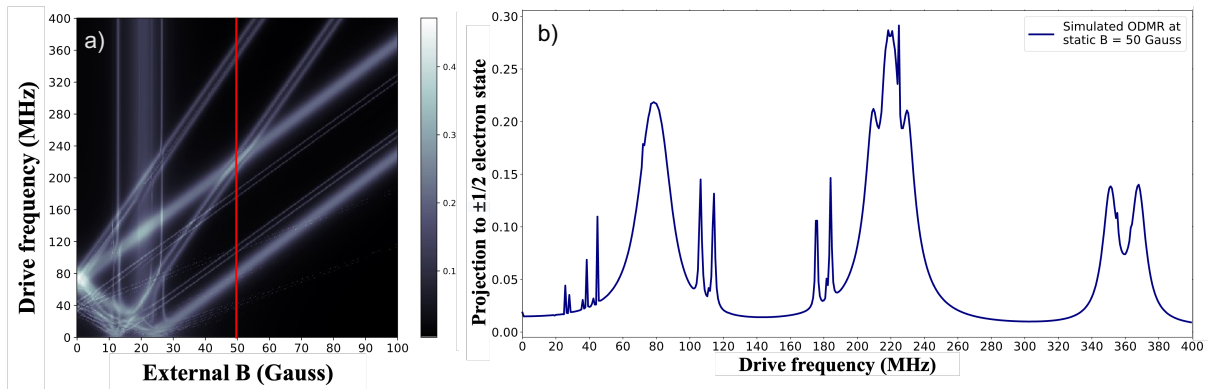 a)
Drive frequency (MHz)
400
360
320
280
240
200
160
120
80
40
0
0 10 20 30 40 50 60 70 80 90 100
External B (Gauss)
0.4
0.3
0.2
0.1
b)
Projection to ±1/2 electron state
0.30
0.25
0.20
0.15
0.10
0.05
0.00
Simulated ODMR at
static B = 50 Gauss
0 20 40 60 80 100 120 140 160 180 200 220 240 260 280 300 320 340 360 380 400
Drive frequency (MHz)